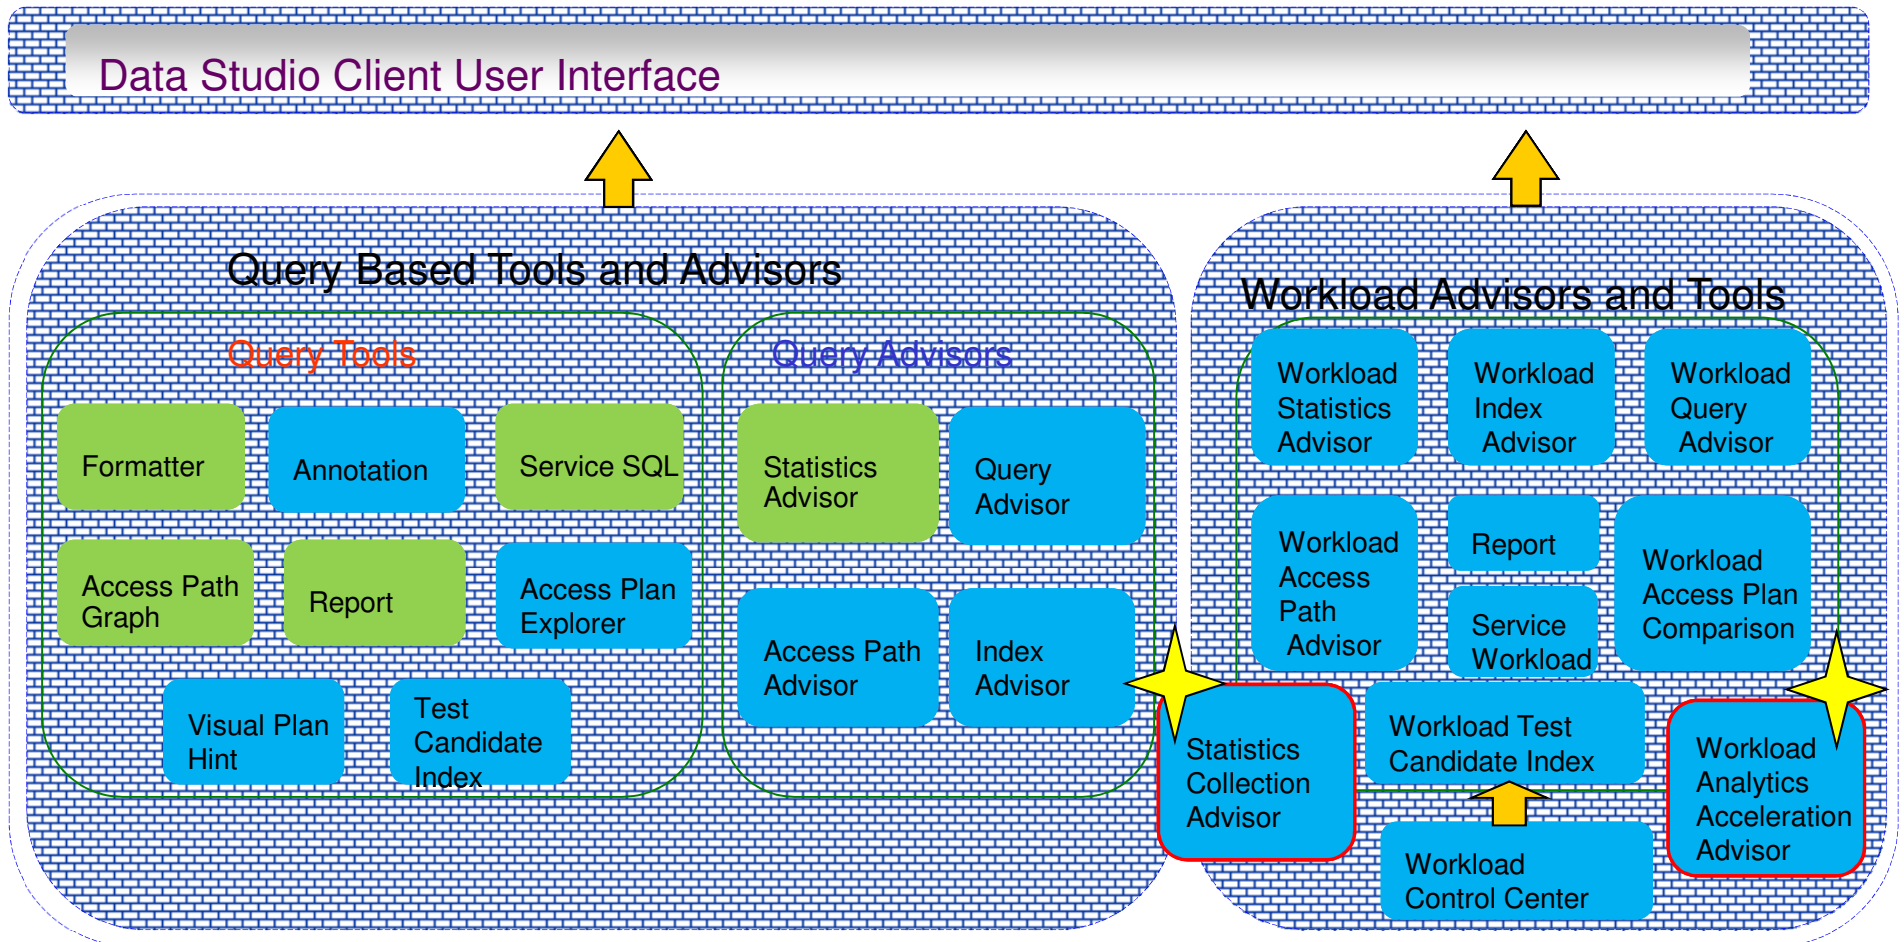 Data Studio Client User Interface
Query Based Tools and Advisors
Query Tools
Formatter
Annotation
Service SQL
Access Path
Graph
Report
Access Plan
Explorer
Visual Plan
Hint
Test
Candidate
Index
Query Advisors
Statistics
Advisor
Query
Advisor
Access Path
Advisor
Index
Advisor
Workload Advisors and Tools
Workload
Statistics
Advisor
Workload
Index
Advisor
Workload
Query
Advisor
Workload
Access
Path
Advisor
Report
Service
Workload
Workload
Access Plan
Comparison
Statistics
Collection
Advisor
Workload Test
Candidate Index
Workload
Analytics
Acceleration
Advisor
Workload
Control Center